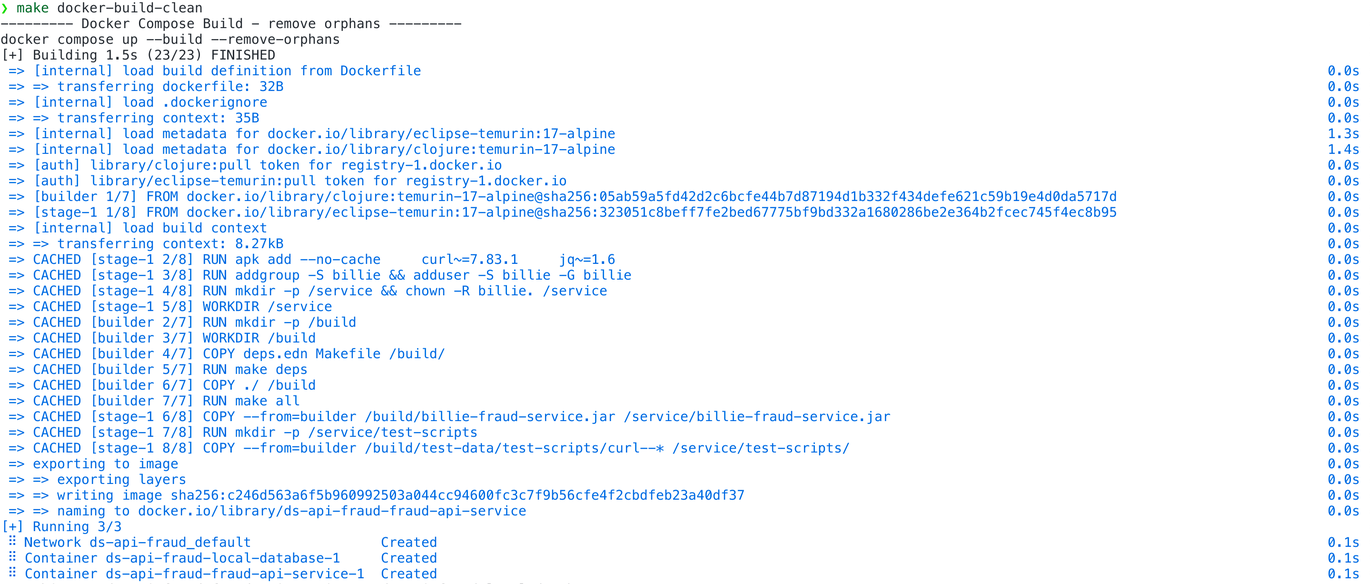 ❯ make docker-build-clean
--------- Docker Compose Build - remove orphans ---------
docker compose up --build --remove-orphans
[+] Building 1.5s (23/23) FINISHED
=> [internal] load build definition from Dockerfile 0.0s
=> => transferring dockerfile: 32B 0.0s
=> [internal] load .dockerignore 0.0s
=> => transferring context: 35B 0.0s
=> [internal] load metadata for docker.io/library/eclipse-temurin:17-alpine 1.3s
=> [internal] load metadata for docker.io/library/clojure:temurin-17-alpine 1.4s
=> [auth] library/clojure:pull token for registry-1.docker.io 0.0s
=> [auth] library/eclipse-temurin:pull token for registry-1.docker.io 0.0s
=> [builder 1/7] FROM docker.io/library/clojure:temurin-17-alpine@sha256:05ab59a5fd42d2c6bcfe44b7d87194d1b332f434defe621c59b19e4d0da5717d 0.0s
=> [stage-1 1/8] FROM docker.io/library/eclipse-temurin:17-alpine@sha256:323051c8beff7fe2bed67775bf9bd332a1680286be2e364b2fcec745f4ec8b95 0.0s
=> [internal] load build context 0.0s
=> => transferring context: 8.27kB 0.0s
=> CACHED [stage-1 2/8] RUN apk add --no-cache     curl~=7.83.1     jq~=1.6 0.0s
=> CACHED [stage-1 3/8] RUN addgroup -S billie && adduser -S billie -G billie 0.0s
=> CACHED [stage-1 4/8] RUN mkdir -p /service && chown -R billie. /service 0.0s
=> CACHED [stage-1 5/8] WORKDIR /service 0.0s
=> CACHED [builder 2/7] RUN mkdir -p /build 0.0s
=> CACHED [builder 3/7] WORKDIR /build 0.0s
=> CACHED [builder 4/7] COPY deps.edn Makefile /build/ 0.0s
=> CACHED [builder 5/7] RUN make deps 0.0s
=> CACHED [builder 6/7] COPY ./ /build 0.0s
=> CACHED [builder 7/7] RUN make all 0.0s
=> CACHED [stage-1 6/8] COPY --from=builder /build/billie-fraud-service.jar /service/billie-fraud-service.jar 0.0s
=> CACHED [stage-1 7/8] RUN mkdir -p /service/test-scripts 0.0s
=> CACHED [stage-1 8/8] COPY --from=builder /build/test-data/test-scripts/curl--* /service/test-scripts/ 0.0s
=> exporting to image 0.0s
=> => exporting layers 0.0s
=> => writing image sha256:c246d563a6f5b960992503a044cc94600fc3c7f9b56cfe4f2cbdfeb23a40df37 0.0s
=> => naming to docker.io/library/ds-api-fraud-fraud-api-service 0.0s
[+] Running 3/3
⠿ Network ds-api-fraud_default Created 0.1s
⠿ Container ds-api-fraud-local-database-1 Created 0.1s
⠿ Container ds-api-fraud-fraud-api-service-1 Created 0.1s